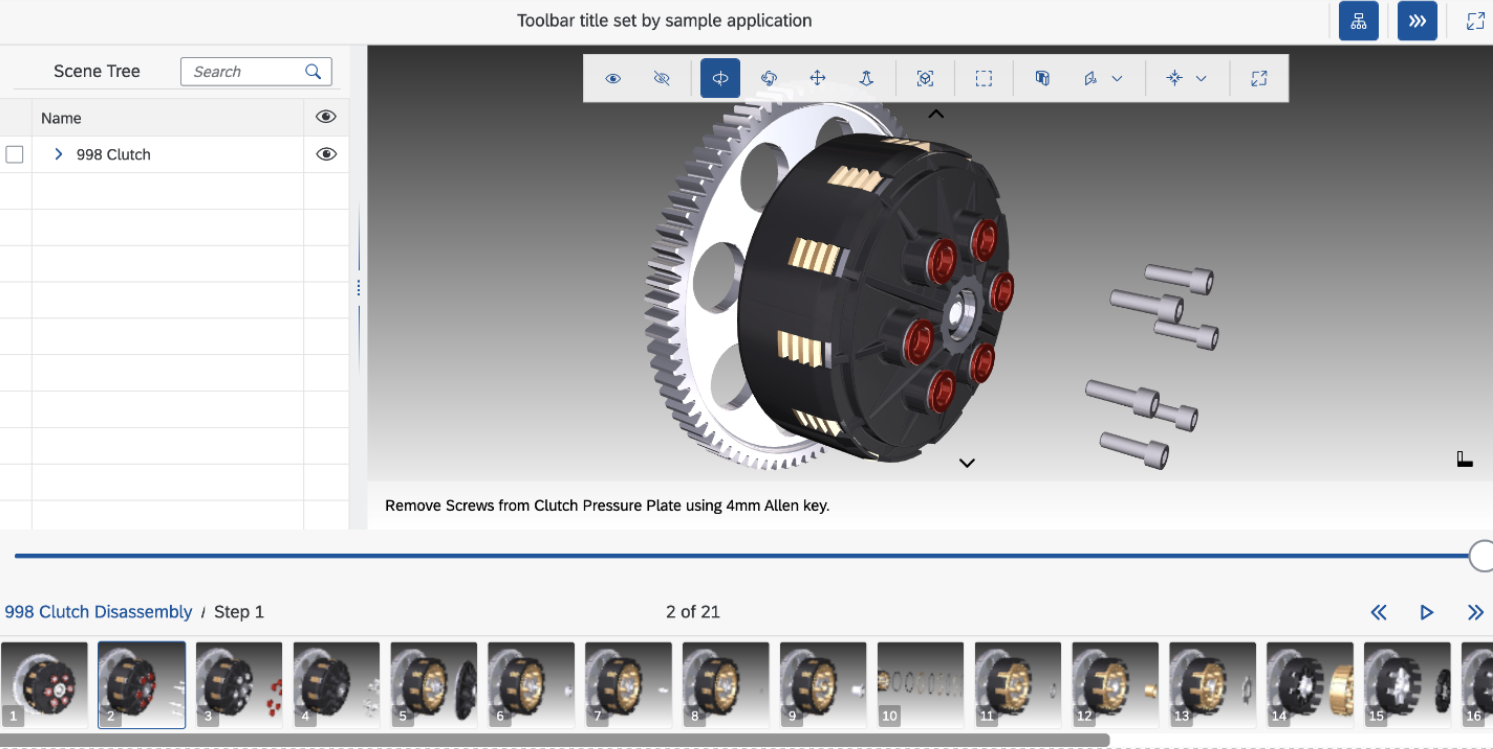 Toolbar title set by sample application
Scene Tree
Search
Name
998 Clutch
Remove Screws from Clutch Pressure Plate using 4mm Allen key.
998 Clutch Disassembly / Step 1
2 of 21
1
2
3
4
5
6
7
8
9
10
11
12
13
14
15
16